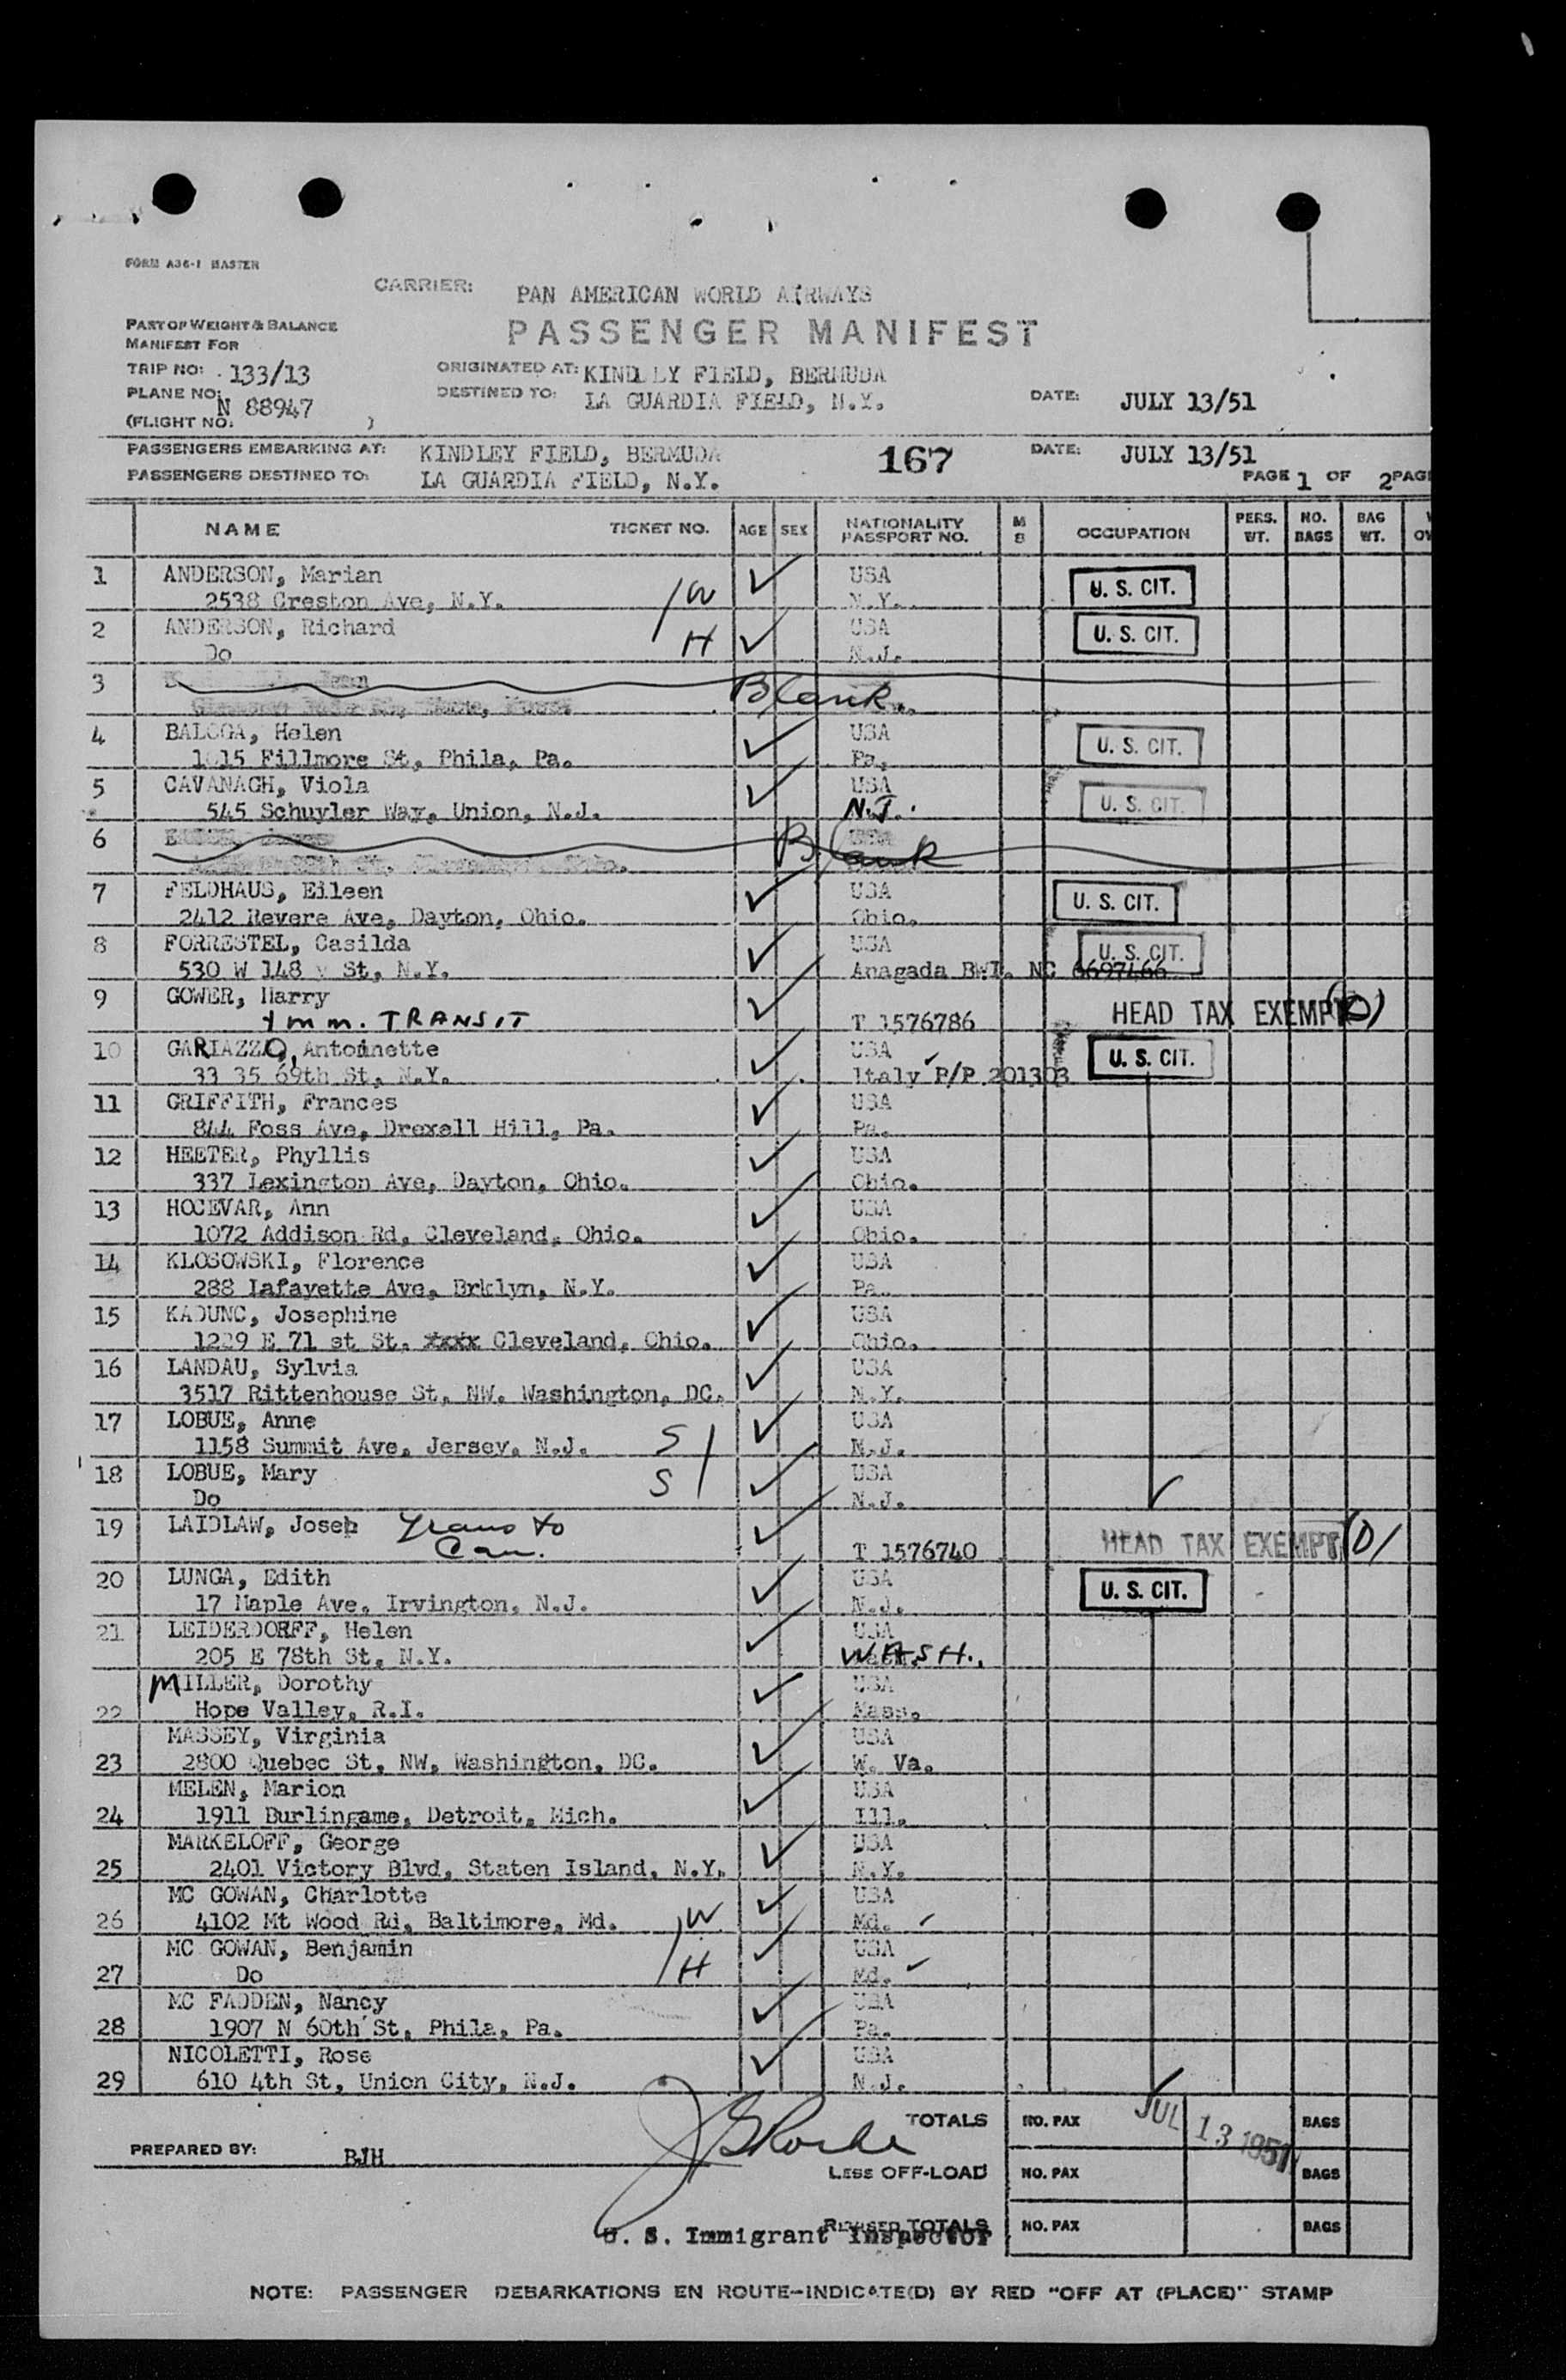 FORM A36-1 MASTER
CARRIER: PAN AMERICAN WORLD AIRWAYS
PART OF WEIGHT & BALANCE
MANIFEST FOR
PASSENGER MANIFEST
TRIP NO: 133/13
ORIGINATED AT: KINDLLY FIELD, BERMUDA
PLANE NO: N 88947
DESTINED TO: LA GUARDIA FIELD, N.Y.
DATE: JULY 13/51
(FLIGHT NO. )
PASSENGERS EMBARKING AT: KINDLEY FIELD, BERMUDA
167
DATE: JULY 13/51
PASSENGERS DESTINED TO: LA GUARDIA FIELD, N.Y.
PAGE 1 OF 2 PAG
NAME TICKET NO. AGE SEX NATIONALITY PASSPORT NO. M S OCCUPATION PERS. WT. NO. BAGS BAG WT.
1 ANDERSON, Marian USA U. S. CIT.
2538 Creston Ave, N.Y. W N.Y.
2 ANDERSON, Richard USA U. S. CIT.
Do H N.J.
3 Blank.
4 BALOGA, Helen USA U. S. CIT.
Fillmore St, Phila, Pa. Pa.
5 CAVANAGH, Viola USA U. S. CIT.
545 Schuyler Way, Union, N.J. N.J.
6 Blank
7 FELDHAUS, Eileen USA U. S. CIT.
2412 Revere Ave, Dayton, Ohio. Ohio.
8 FORRESTEL, Casilda USA U. S. CIT.
530 W 148 St, N.Y. Anagada BWI. NC 6697466
9 GOWER, Harry HEAD TAX EXEMPT (D)
Imm. TRANSIT T 1576786
10 GARIAZZO, Antoinette USA U. S. CIT.
33 35 69th St, N.Y. Italy P/P 201303
11 GRIFFITH, Frances USA
844 Foss Ave, Drexell Hill, Pa. Pa.
12 HEETER, Phyllis USA
337 Lexington Ave, Dayton, Ohio. Ohio.
13 HOCEVAR, Ann USA
1072 Addison Rd, Cleveland, Ohio. Ohio.
14 KLOSOWSKI, Florence USA
288 Lafayette Ave, Brklyn, N.Y. Pa.
15 KADUNC, Josephine USA
1229 E 71 st St. xxxx Cleveland, Ohio. Ohio.
16 LANDAU, Sylvia USA
3517 Rittenhouse St, NW. Washington, DC. N.Y.
17 LOBUE, Anne USA
1158 Summit Ave, Jersey, N.J. S N.J.
18 LOBUE, Mary S USA
Do N.J.
19 LAIDLAW, Joseph Trans to HEAD TAX EXEMPT (D)
Can. T 1576740
20 LUNGA, Edith USA U. S. CIT.
17 Maple Ave, Irvington, N.J. N.J.
21 LEIDERDORFF, Helen USA
205 E 78th St, N.Y. WASH.
MILLER, Dorothy USA
22 Hope Valley, R.I. Mass.
MASSEY, Virginia USA
23 2800 Quebec St, NW, Washington, DC. W. Va.
MELEN, Marion USA
24 1911 Burlingame, Detroit, Mich. Ill.
MARKELOFF, George USA
25 2401 Victory Blvd, Staten Island, N.Y. N.Y.
MC GOWAN, Charlotte USA
26 4102 Mt Wood Rd, Baltimore, Md. W Md.
MC GOWAN, Benjamin USA
27 Do H Md.
MC FADDEN, Nancy USA
28 1907 N 60th St, Phila, Pa. Pa.
NICOLETTI, Rose USA
29 610 4th St, Union City, N.J. N.J.
TOTALS NO. PAX JUL 13 1951 BAGS
PREPARED BY: BJH
LESS OFF-LOAD NO. PAX BAGS
REVISED TOTALS NO. PAX BAGS
U. S. Immigrant Inspector
NOTE: PASSENGER DEBARKATIONS EN ROUTE-INDICATE(D) BY RED "OFF AT (PLACE)" STAMP